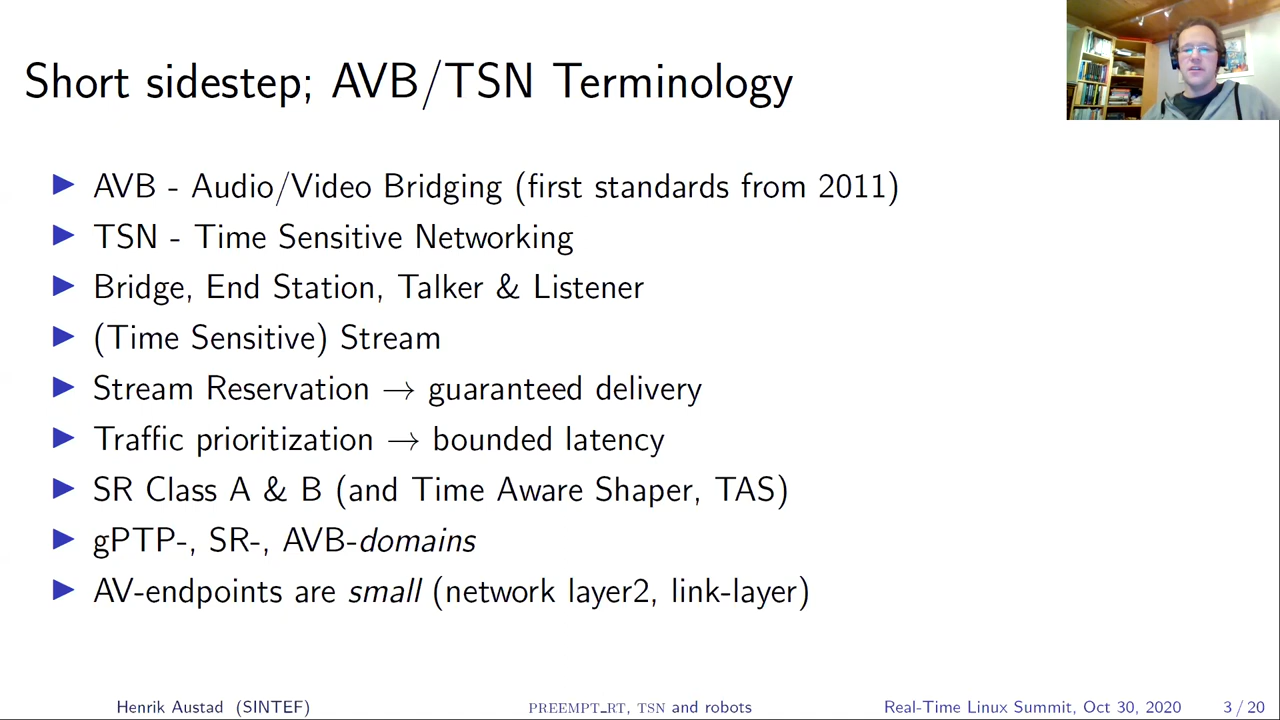 Short sidestep; AVB/TSN Terminology
▶ AVB - Audio/Video Bridging (first standards from 2011)
▶ TSN - Time Sensitive Networking
▶ Bridge, End Station, Talker & Listener
▶ (Time Sensitive) Stream
▶ Stream Reservation → guaranteed delivery
▶ Traffic prioritization → bounded latency
▶ SR Class A & B (and Time Aware Shaper, TAS)
▶ gPTP-, SR-, AVB-domains
▶ AV-endpoints are small (network layer2, link-layer)
Henrik Austad (SINTEF) PREEMPT_RT, TSN and robots Real-Time Linux Summit, Oct 30, 2020 3 / 20